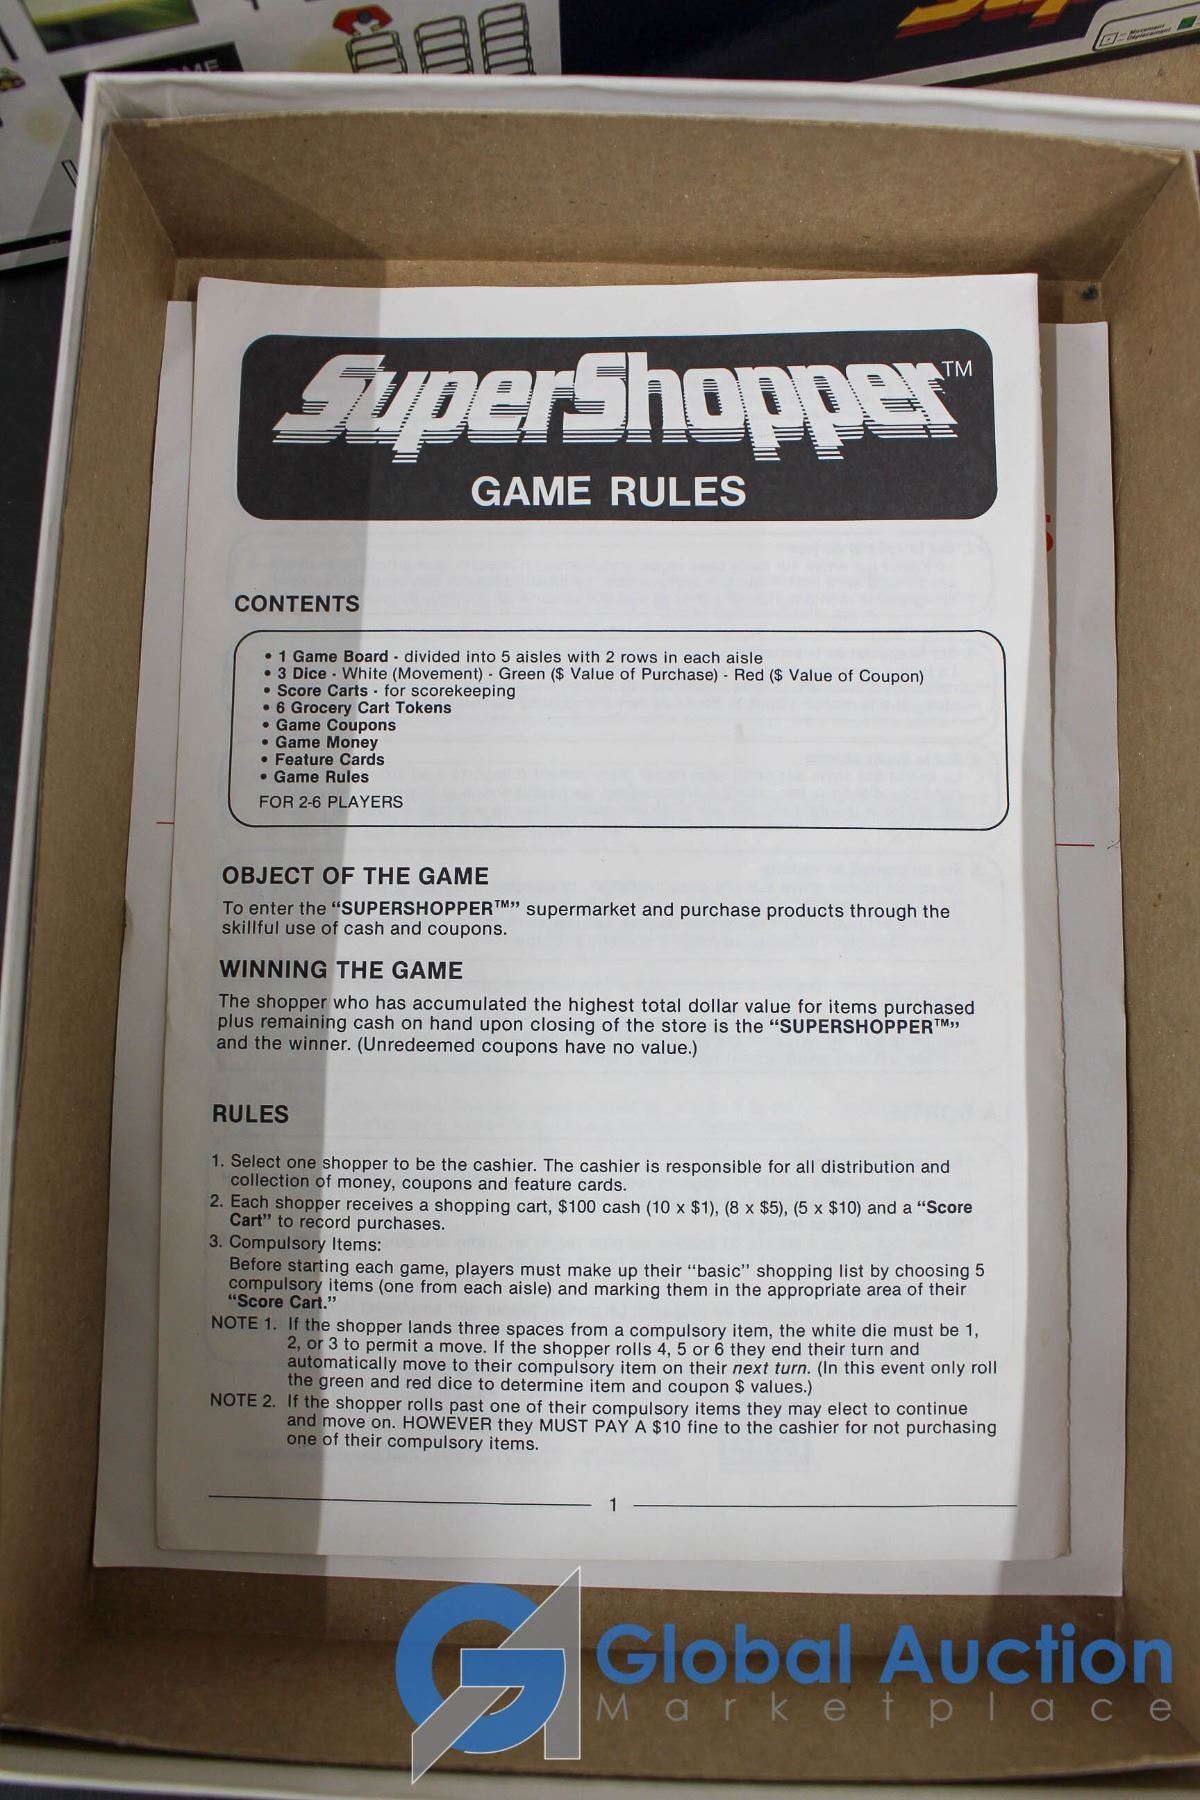 SuperShopper™
GAME RULES
CONTENTS
• 1 Game Board - divided into 5 aisles with 2 rows in each aisle
• 3 Dice - White (Movement) - Green ($ Value of Purchase) - Red ($ Value of Coupon)
• Score Carts - for scorekeeping
• 6 Grocery Cart Tokens
• Game Coupons
• Game Money
• Feature Cards
• Game Rules
FOR 2-6 PLAYERS
OBJECT OF THE GAME
To enter the “SUPERSHOPPER™” supermarket and purchase products through the
skillful use of cash and coupons.
WINNING THE GAME
The shopper who has accumulated the highest total dollar value for items purchased
plus remaining cash on hand upon closing of the store is the “SUPERSHOPPER™”
and the winner. (Unredeemed coupons have no value.)
RULES
1. Select one shopper to be the cashier. The cashier is responsible for all distribution and
collection of money, coupons and feature cards.
2. Each shopper receives a shopping cart, $100 cash (10 x $1), (8 x $5), (5 x $10) and a “Score
Cart” to record purchases.
3. Compulsory Items:
Before starting each game, players must make up their “basic” shopping list by choosing 5
compulsory items (one from each aisle) and marking them in the appropriate area of their
“Score Cart.”
NOTE 1. If the shopper lands three spaces from a compulsory item, the white die must be 1,
2, or 3 to permit a move. If the shopper rolls 4, 5 or 6 they end their turn and
automatically move to their compulsory item on their next turn. (In this event only roll
the green and red dice to determine item and coupon $ values.)
NOTE 2. If the shopper rolls past one of their compulsory items they may elect to continue
and move on. HOWEVER they MUST PAY A $10 fine to the cashier for not purchasing
one of their compulsory items.
1
Global Auction
Marketplace